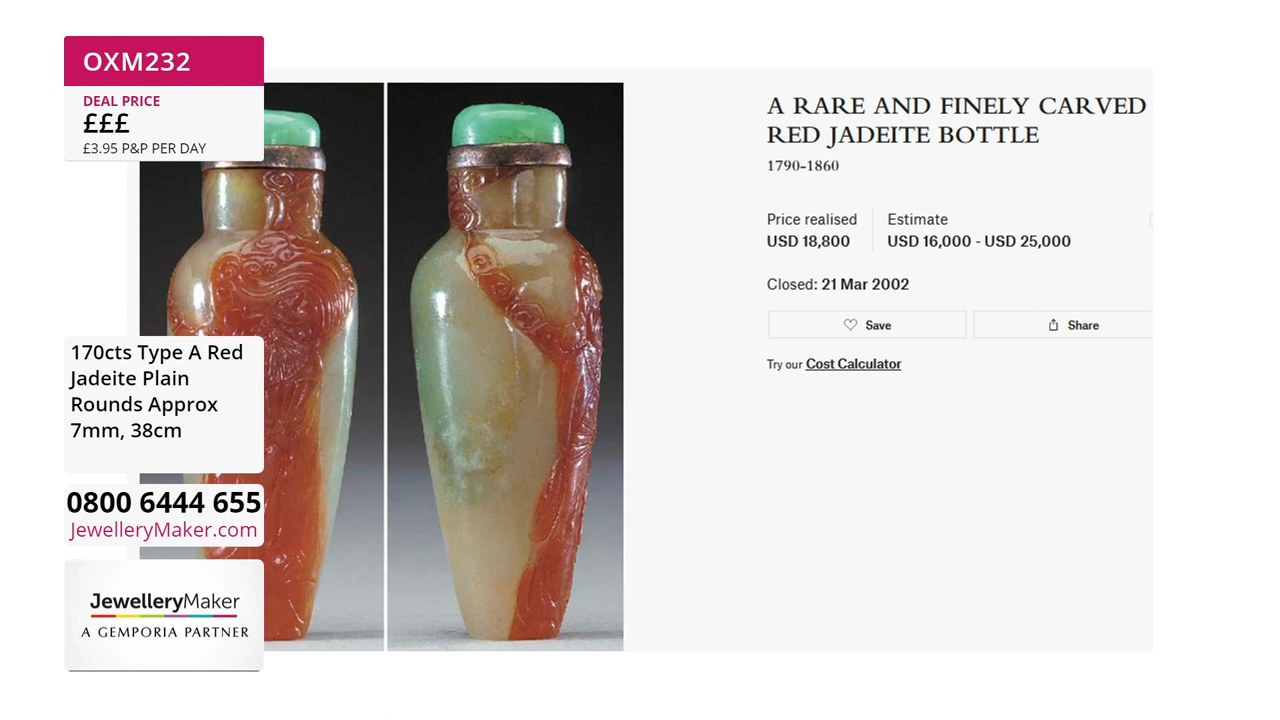 OXM232
DEAL PRICE
£££
£3.95 P&P PER DAY
170cts Type A Red
Jadeite Plain
Rounds Approx
7mm, 38cm
0800 6444 655
JewelleryMaker.com
JewelleryMaker
A GEMPORIA PARTNER
A RARE AND FINELY CARVED
RED JADEITE BOTTLE
1790-1860
Price realised
USD 18,800
Estimate
USD 16,000 - USD 25,000
Closed: 21 Mar 2002
Save
Share
Try our Cost Calculator